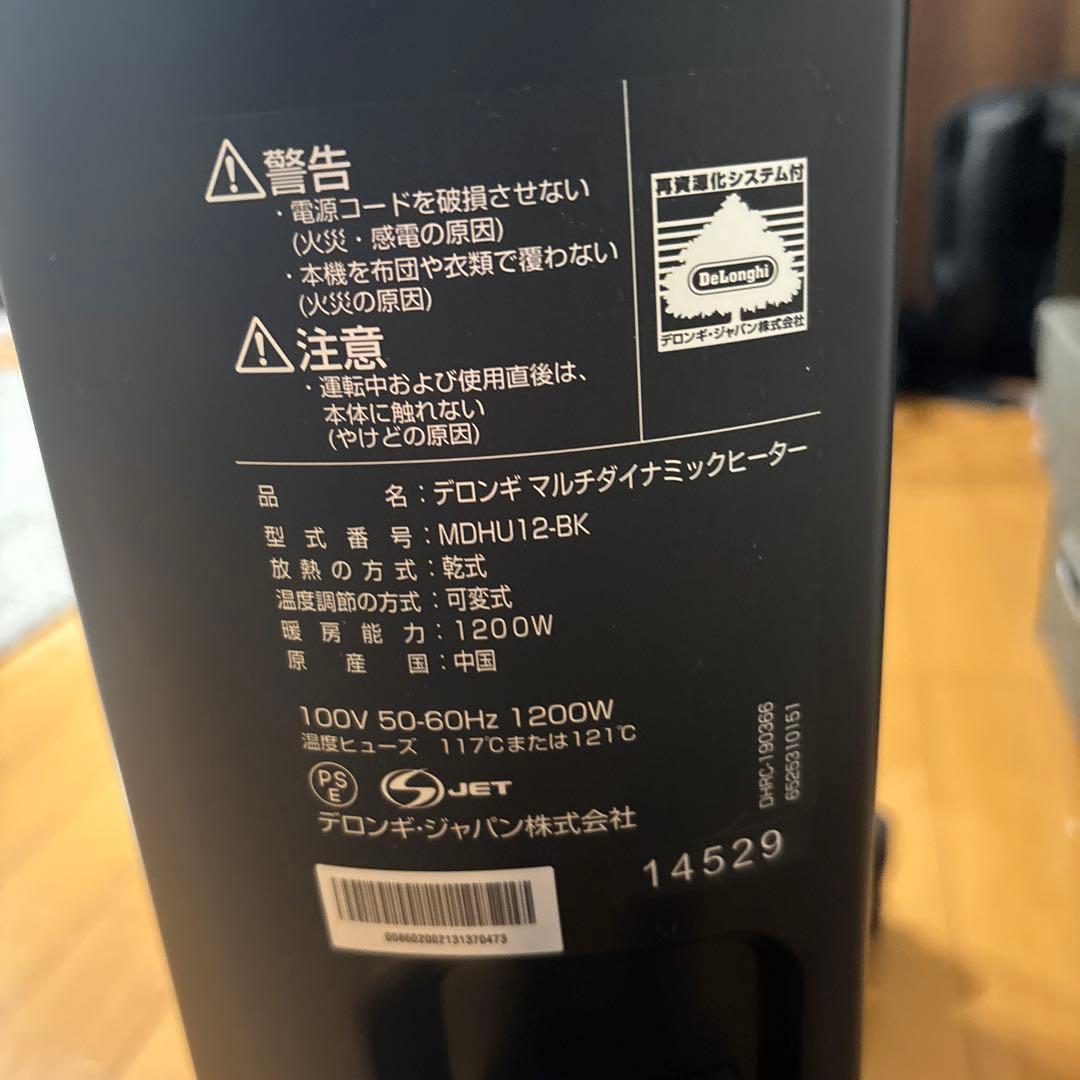 警告
・電源コードを破損させない
(火災・感電の原因)
・本機を布団や衣類で覆わない
(火災の原因)
注意
・運転中および使用直後は、
本体に触れない
(やけどの原因)
再資源化システム付
DeLonghi
デロンギ・ジャパン株式会社
品名：デロンギ マルチダイナミックヒーター
型式番号：MDHU12-BK
放熱の方式：乾式
温度調節の方式：可変式
暖房能力：1200W
原産国：中国
100V 50-60Hz 1200W
温度ヒューズ 117℃または121℃
PSE
JET
デロンギ・ジャパン株式会社
DHRC-190366
6525310151
14529
008602002131370473